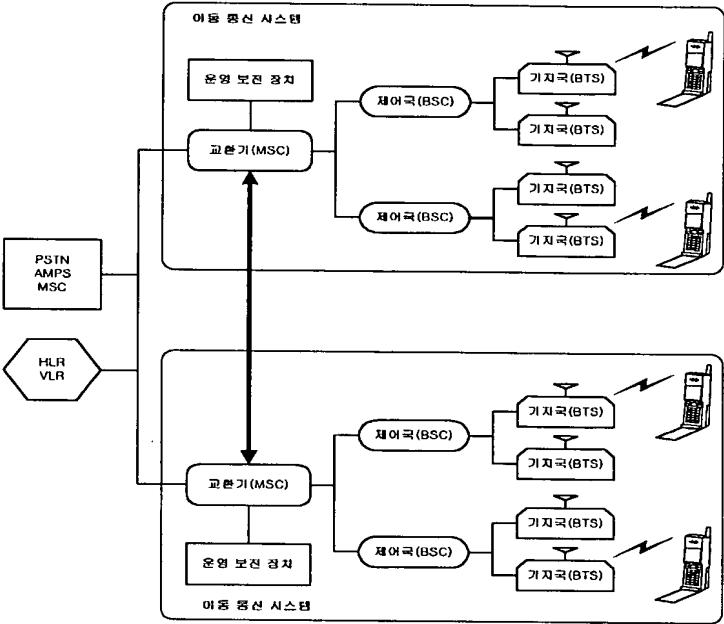 이동 통신 시스템
운영 보전 장치
교환기(MSC)
제어국(BSC)
기지국(BTS)
기지국(BTS)
제어국(BSC)
기지국(BTS)
기지국(BTS)
PSTN
AMPS
MSC
HLR
VLR
교환기(MSC)
운영 보전 장치
제어국(BSC)
기지국(BTS)
기지국(BTS)
제어국(BSC)
기지국(BTS)
기지국(BTS)
이동 통신 시스템